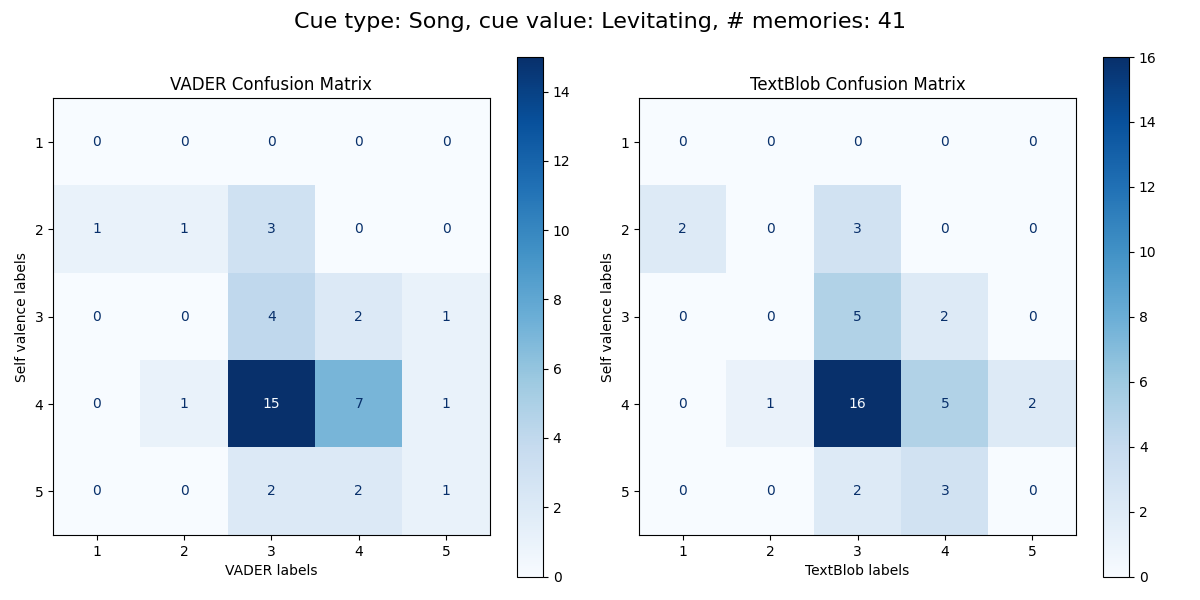 Cue type: Song, cue value: Levitating, # memories: 41
VADER Confusion Matrix
Self valence labels
1 0 0 0 0 0
2 1 1 3 0 0
3 0 0 4 2 1
4 0 1 15 7 1
5 0 0 2 2 1
1 2 3 4 5
VADER labels
14
12
10
8
6
4
2
0
TextBlob Confusion Matrix
Self valence labels
1 0 0 0 0 0
2 2 0 3 0 0
3 0 0 5 2 0
4 0 1 16 5 2
5 0 0 2 3 0
1 2 3 4 5
TextBlob labels
16
14
12
10
8
6
4
2
0